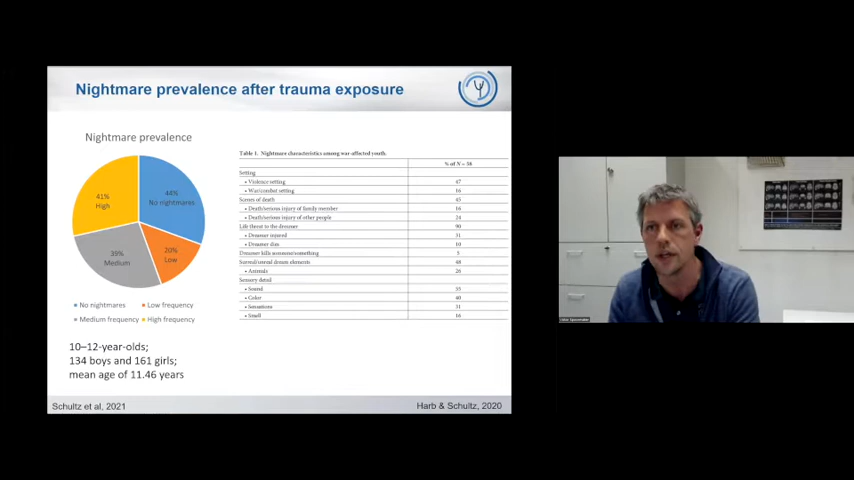 Nightmare prevalence after trauma exposure
Nightmare prevalence
41%
High
44%
No nightmares
39%
Medium
20%
Low
No nightmares
Low frequency
Medium frequency
High frequency
10–12-year-olds;
134 boys and 161 girls;
mean age of 11.46 years
Table 1. Nightmare characteristics among war-affected youth.
% of N = 58
Setting
• Violence setting 47
• War/combat setting 16
Scenes of death 45
• Death/serious injury of family member 16
• Death/serious injury of other people 24
Life threat to the dreamer 90
• Dreamer injured 31
• Dreamer dies 10
Dreamer kills someone/something 5
Surreal/unreal dream elements 48
• Animals 26
Sensory detail
• Sound 55
• Color 40
• Sensations 31
• Smell 16
Schultz et al, 2021
Harb & Schultz, 2020